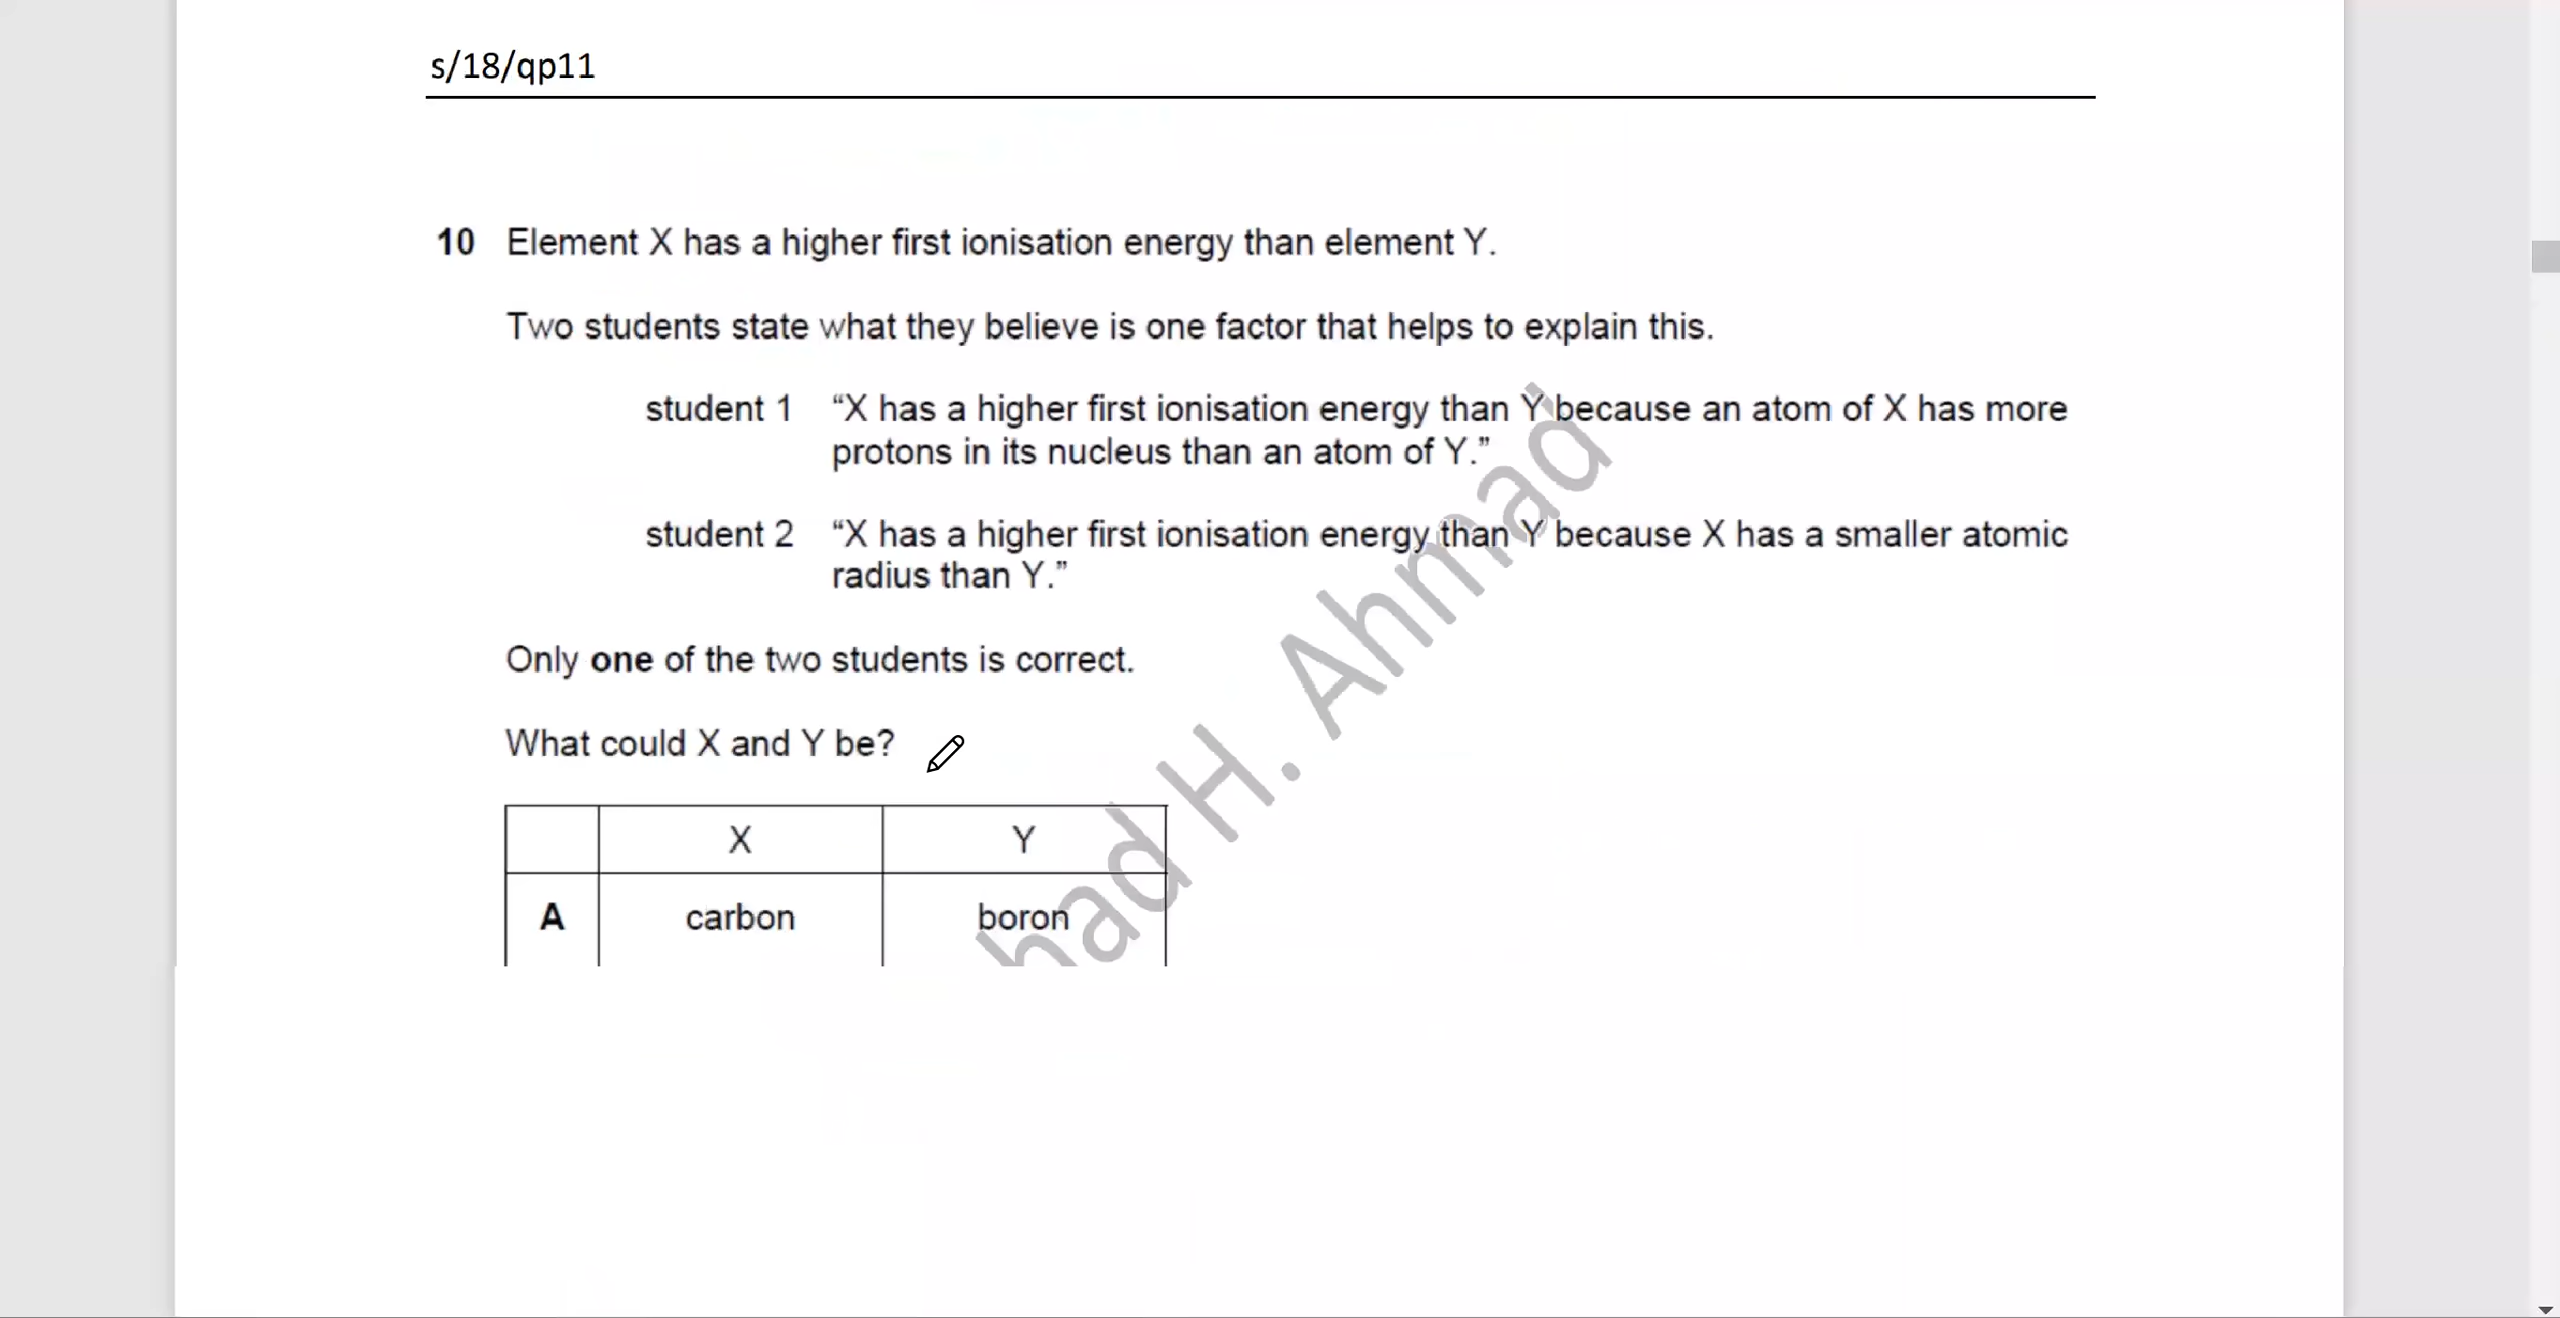 s/18/qp11
10 Element X has a higher first ionisation energy than element Y.
Two students state what they believe is one factor that helps to explain this.
student 1 “X has a higher first ionisation energy than Y because an atom of X has more
protons in its nucleus than an atom of Y.”
student 2 “X has a higher first ionisation energy than Y because X has a smaller atomic
radius than Y.”
Only one of the two students is correct.
What could X and Y be?
X Y
A carbon boron
had H. Ahmad